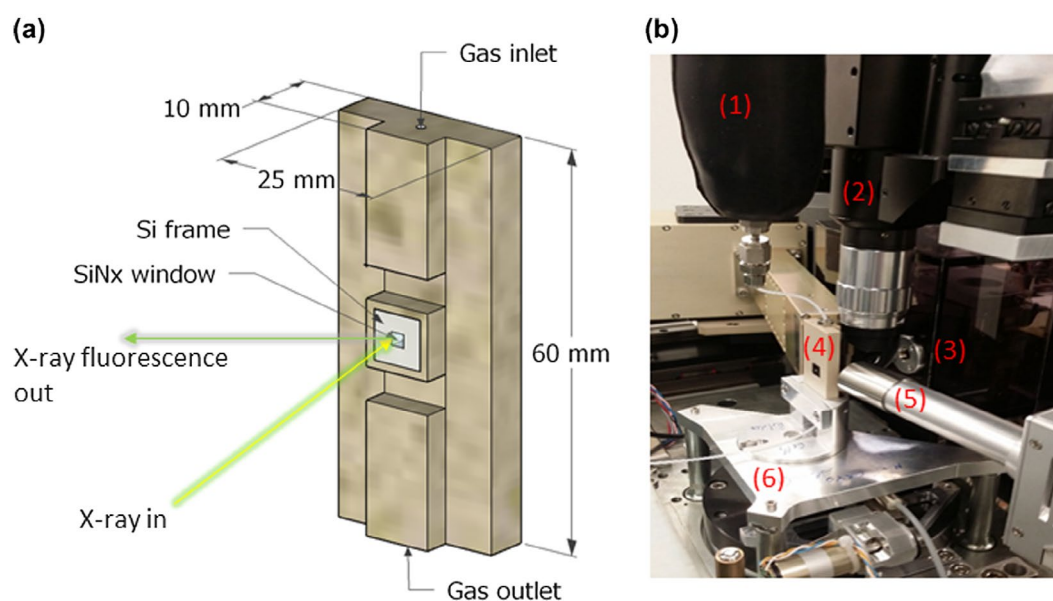 (a)
Gas inlet
10 mm
25 mm
Si frame
SiNx window
X-ray fluorescence
out
60 mm
X-ray in
Gas outlet
(b)
(1)
(2)
(3)
(4)
(5)
(6)